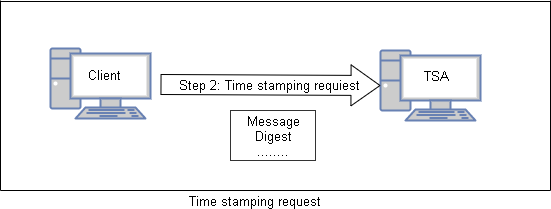 Client
Step 2: Time stamping requiest
TSA
Message
Digest
........
Time stamping request